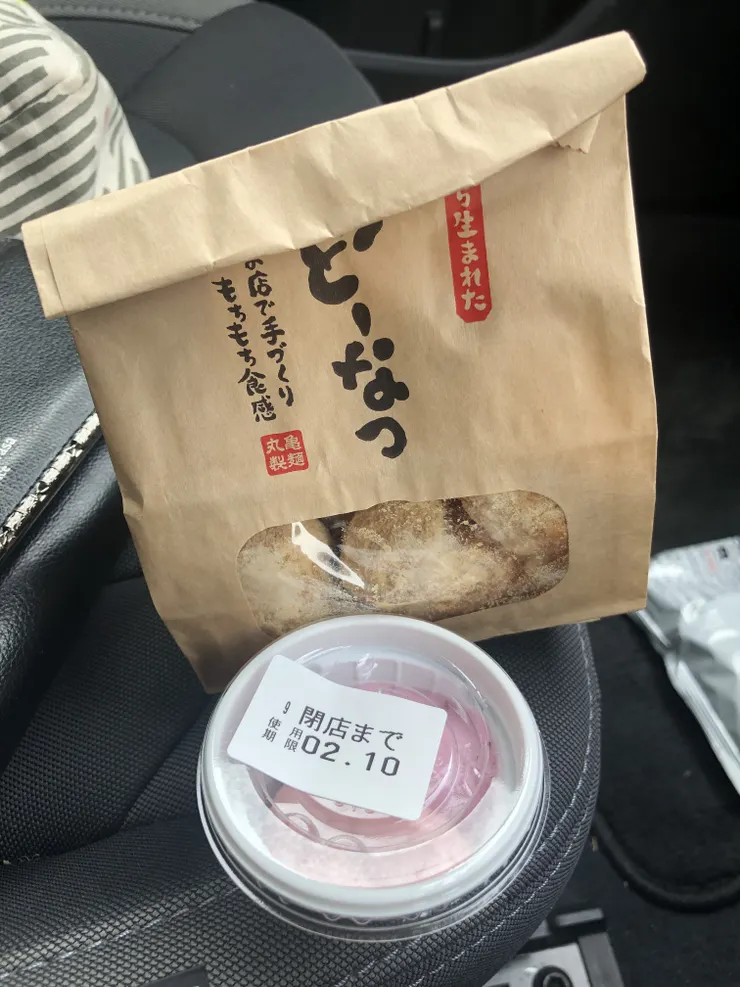 ら生まれた
どーなつ
お店で手づくり
もちもち食感
丸亀
製麺
9 閉店まで
使用
期限 02.10